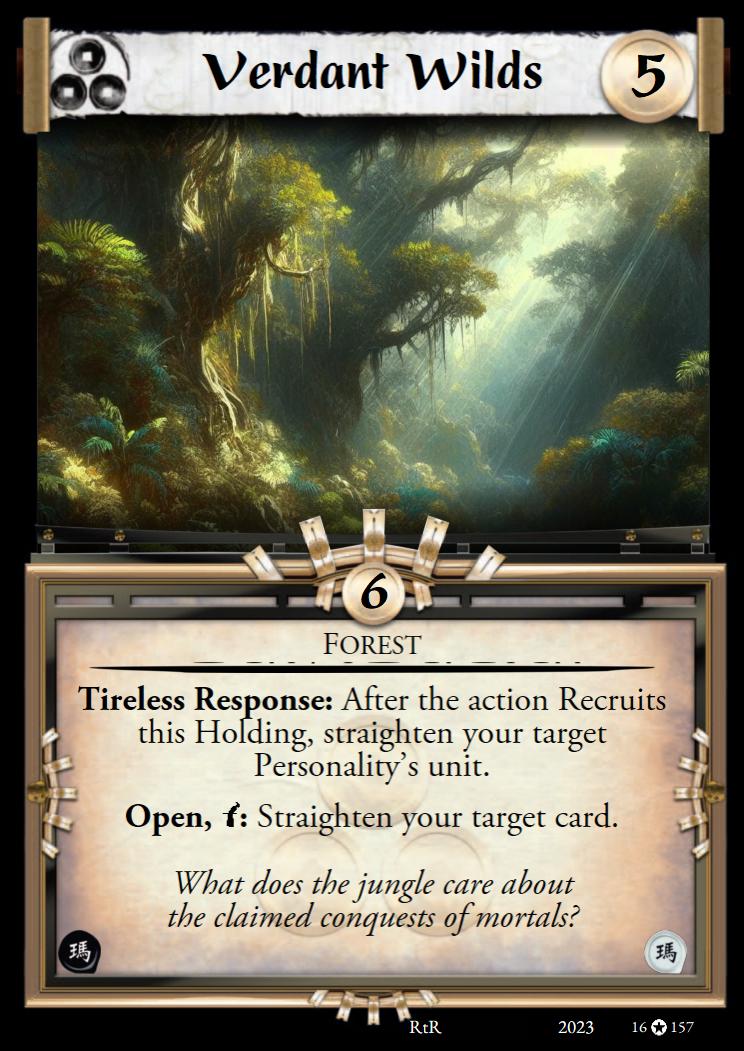 Verdant Wilds
5
6
FOREST
Tireless Response: After the action Recruits
this Holding, straighten your target
Personality's unit.
Open, : Straighten your target card.
What does the jungle care about
the claimed conquests of mortals?
瑪 瑪
RtR 2023 16 157